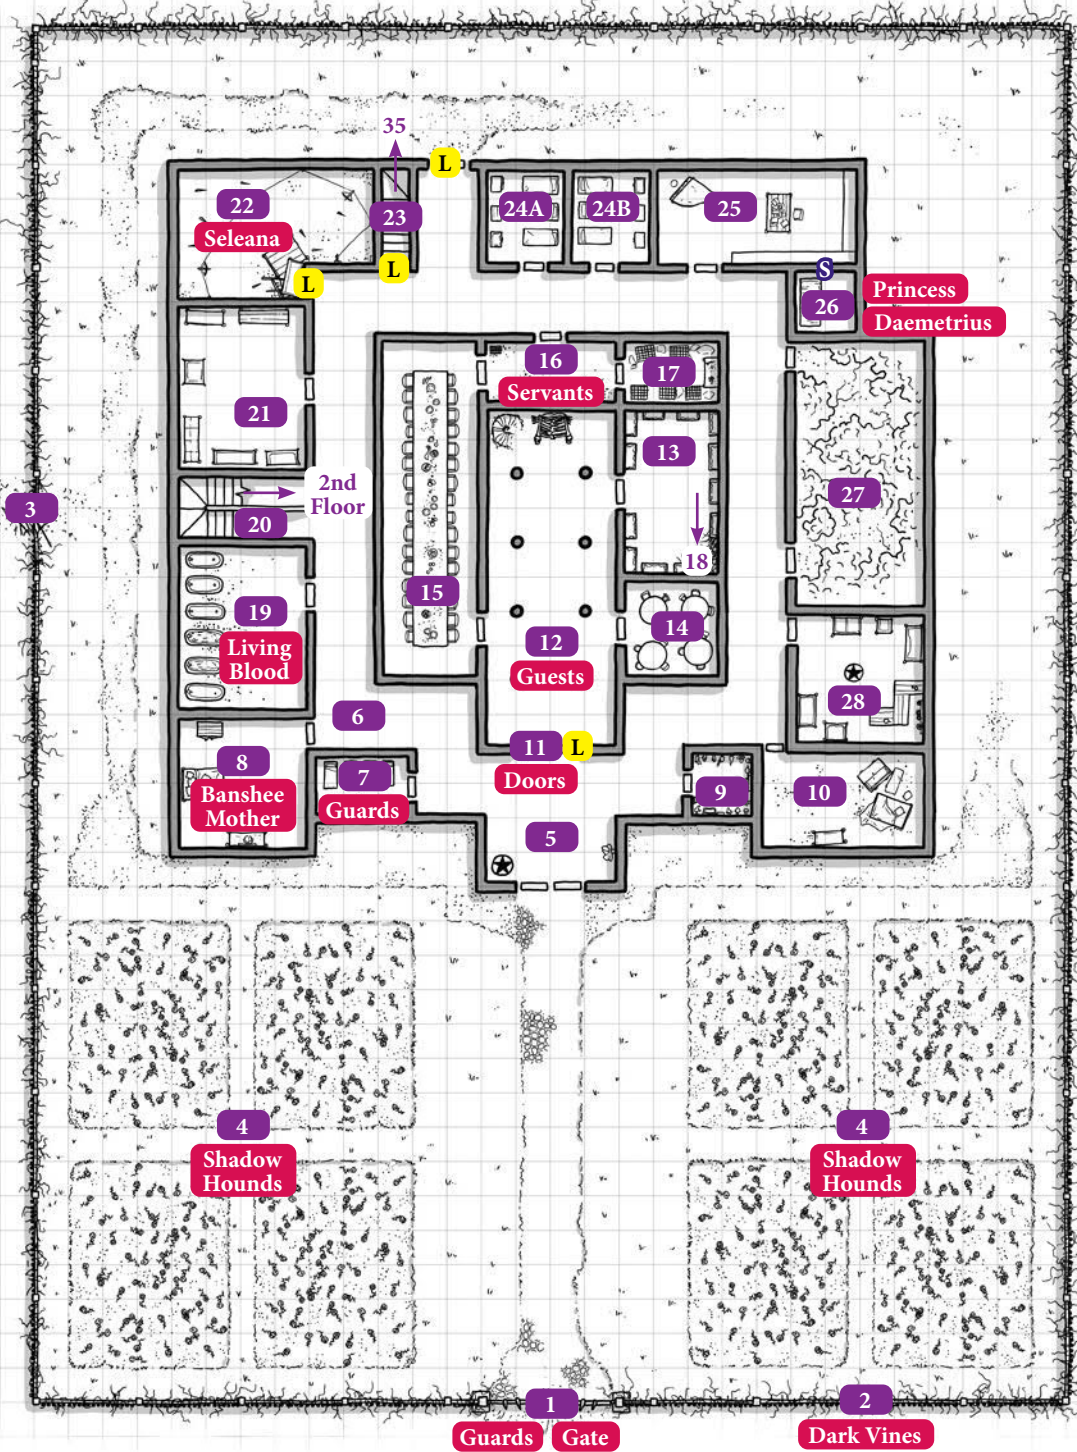 35
L
22
Seleana
23
24A
24B
25
L
L
S
26
Princess
Daemetrius
16
Servants
17
21
13
2nd
Floor
20
3
27
18
15
19
Living
Blood
14
12
Guests
28
6
11
L
Doors
8
Banshee
Mother
7
Guards
9
10
5
4
Shadow
Hounds
4
Shadow
Hounds
1
Guards
Gate
2
Dark Vines